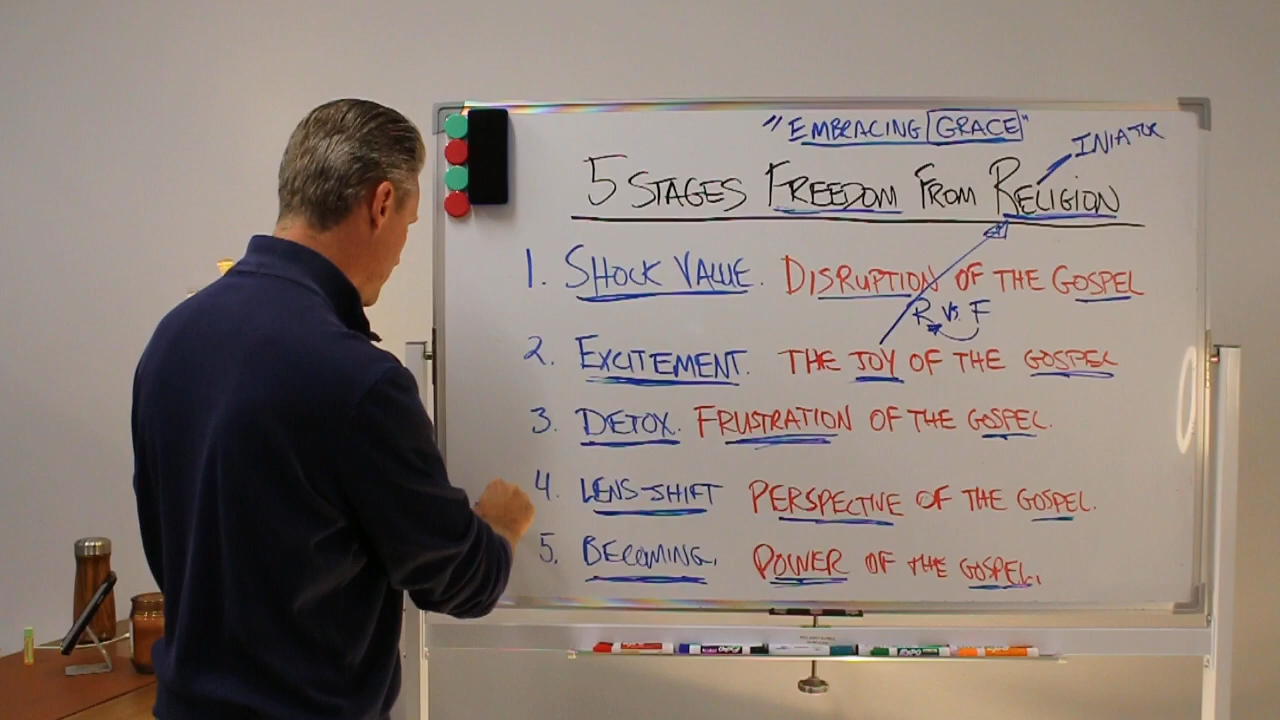 "EMBRACING GRACE"
INIATOR
5 STAGES FREEDOM FROM RELIGION
1. SHOCK VALUE. DISRUPTION OF THE GOSPEL
R VS. F
2. EXCITEMENT. THE JOY OF THE GOSPEL
3. DETOX. FRUSTRATION OF THE GOSPEL.
4. LENS-SHIFT PERSPECTIVE OF THE GOSPEL.
5. BECOMING. POWER OF THE GOSPEL.
EXPO